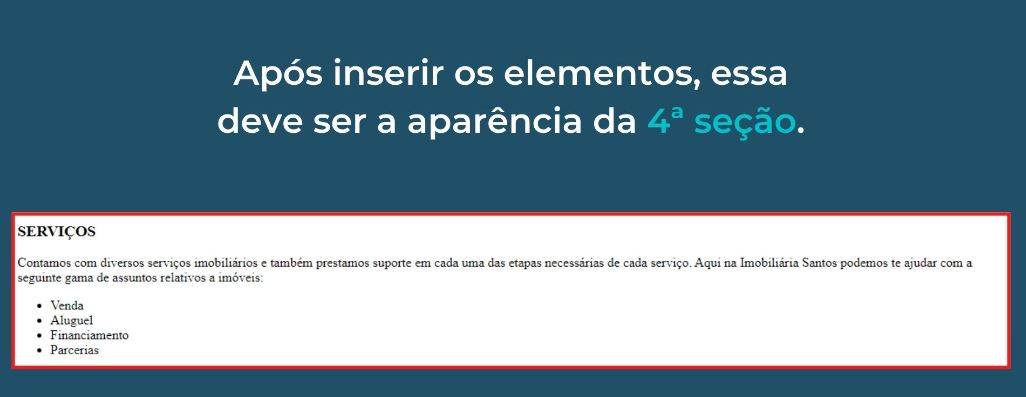 Após inserir os elementos, essa
deve ser a aparência da 4ª seção.
SERVIÇOS
Contamos com diversos serviços imobiliários e também prestamos suporte em cada uma das etapas necessárias de cada serviço. Aqui na Imobiliária Santos podemos te ajudar com a
seguinte gama de assuntos relativos a imóveis:
• Venda
• Aluguel
• Financiamento
• Parcerias